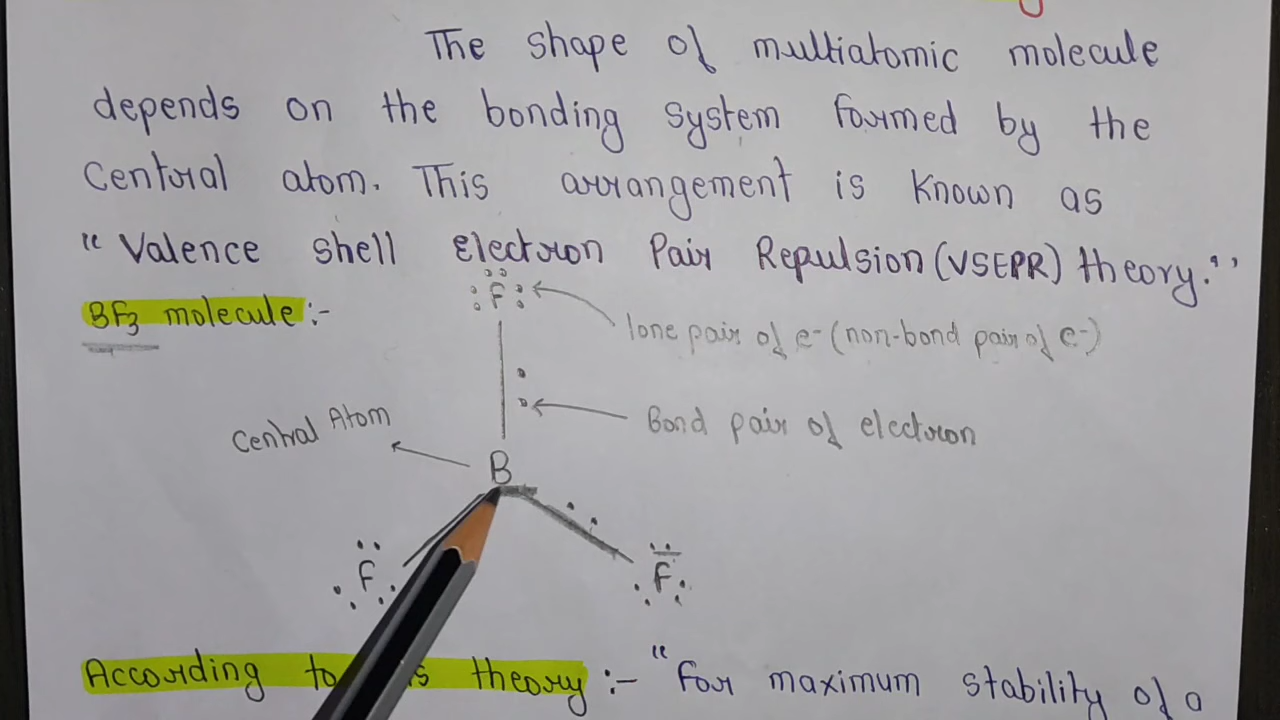 The shape of multiatomic molecule
depends on the bonding system formed by the
Central atom. This arrangement is known as
"Valence shell electron Pair Repulsion (VSEPR) theory."
BF3 molecule:-
F
lone pair of e- (non-bond pair of e-)
Bond pair of electron
Central Atom
B
F
F
According to theory:- "For maximum stability of a